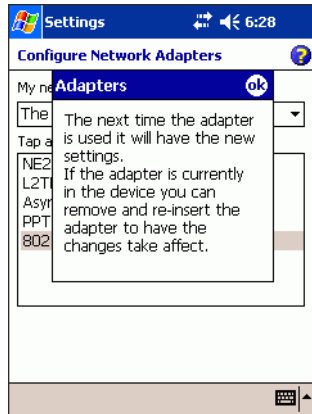 Settings 6:28
Configure Network Adapters ?
My ne
Adapters ok
The
Tap a
NE2
L2T
Asyr
PPT
802
The next time the adapter
is used it will have the new
settings.
If the adapter is currently
in the device you can
remove and re-insert the
adapter to have the
changes take affect.